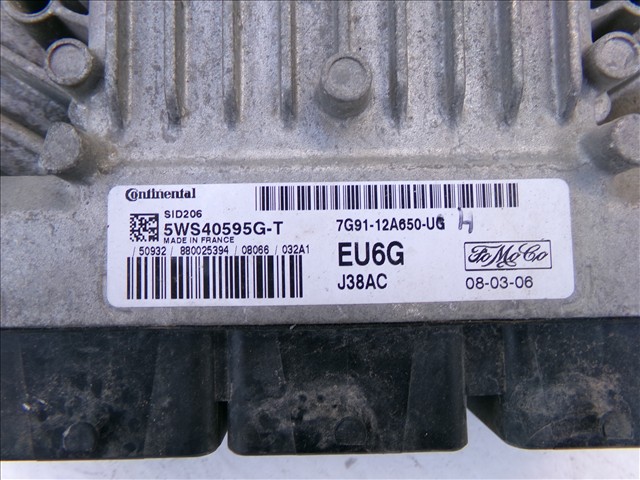 Continental
SID206
5WS40595G-T
MADE IN FRANCE
/ 50932 / 880025394 / 08066 / 032A1
7G91-12A650-UG H
EU6G
J38AC
FoMoCo
08-03-06